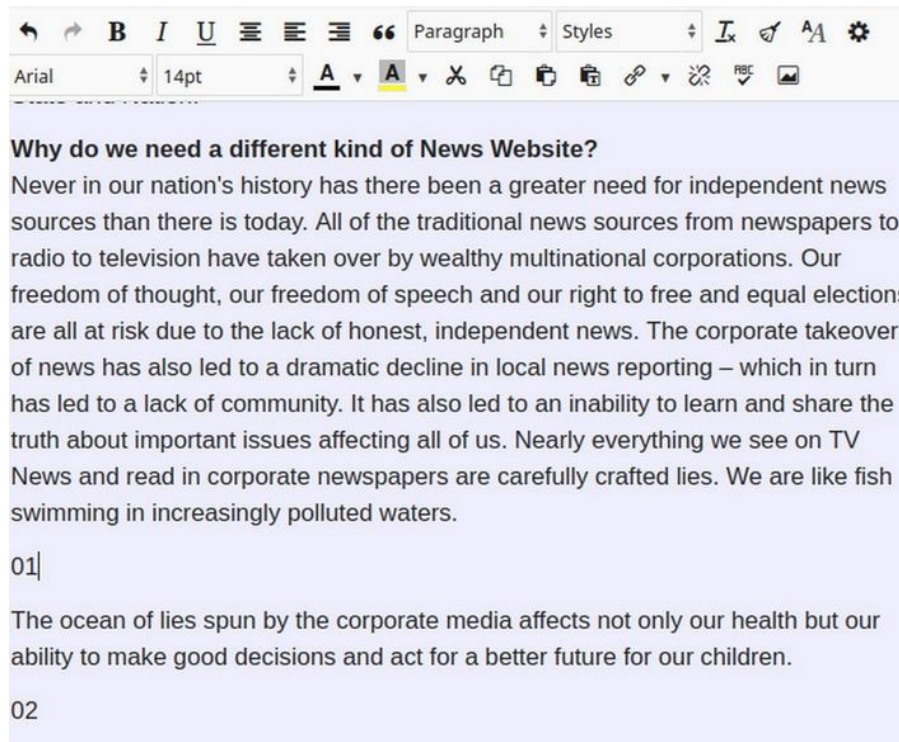 B I U Paragraph Styles
Arial 14pt A A ABC
Why do we need a different kind of News Website?
Never in our nation's history has there been a greater need for independent news
sources than there is today. All of the traditional news sources from newspapers to
radio to television have taken over by wealthy multinational corporations. Our
freedom of thought, our freedom of speech and our right to free and equal elections
are all at risk due to the lack of honest, independent news. The corporate takeover
of news has also led to a dramatic decline in local news reporting – which in turn
has led to a lack of community. It has also led to an inability to learn and share the
truth about important issues affecting all of us. Nearly everything we see on TV
News and read in corporate newspapers are carefully crafted lies. We are like fish
swimming in increasingly polluted waters.
01
The ocean of lies spun by the corporate media affects not only our health but our
ability to make good decisions and act for a better future for our children.
02